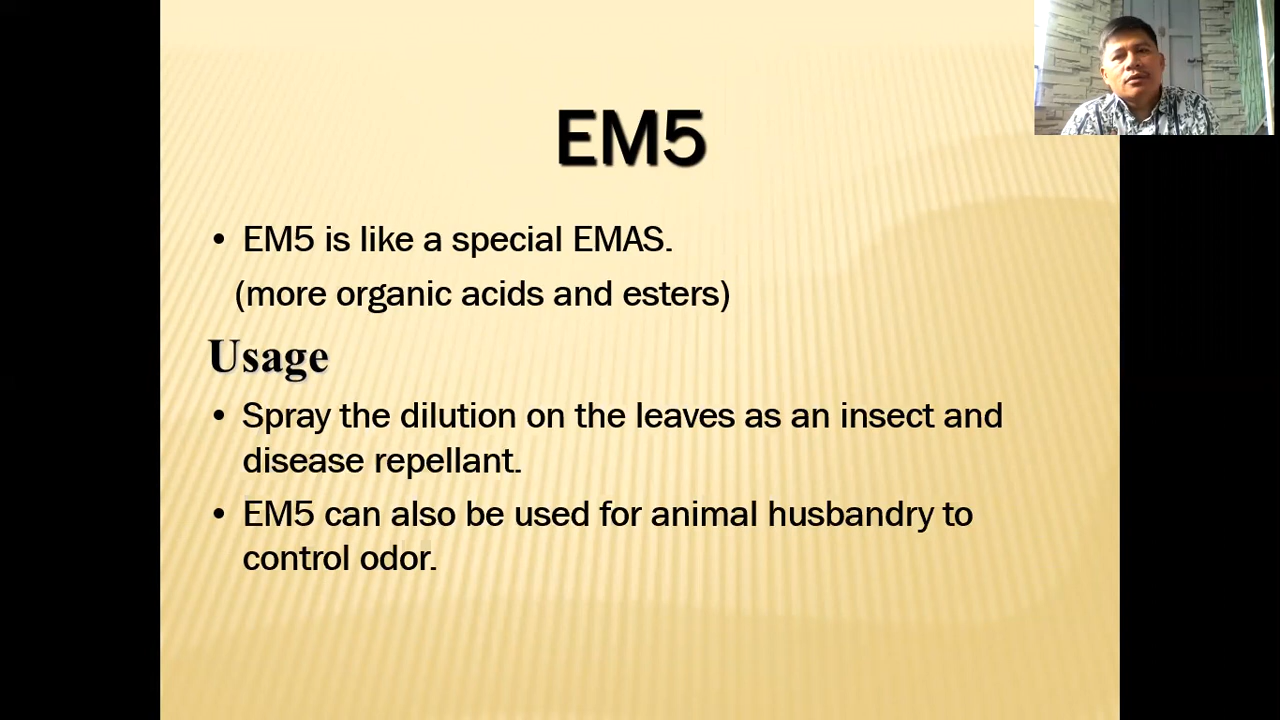 EM5
• EM5 is like a special EMAS.
(more organic acids and esters)
Usage
• Spray the dilution on the leaves as an insect and
disease repellant.
• EM5 can also be used for animal husbandry to
control odor.